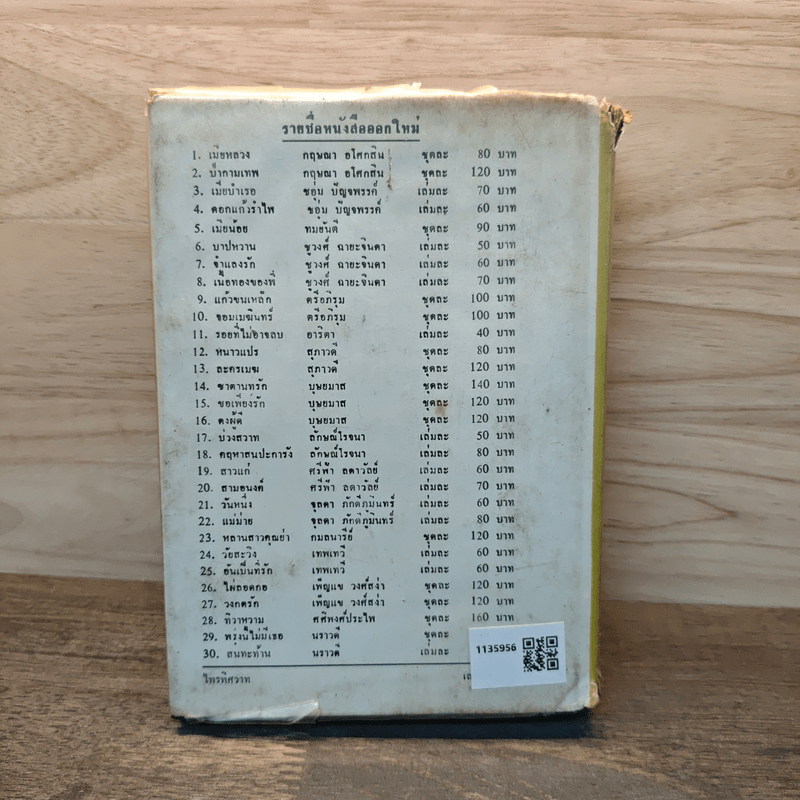 รายชื่อหนังสือออกใหม่
1. เมียหลวง กฤษณา อโศกสิน ชุดละ 80 บาท
2. ป่ากามเทพ กฤษณา อโศกสิน ชุดละ 120 บาท
3. เมียบำเรอ ชอุ่ม ปัญจพรรค์ เล่มละ 70 บาท
4. ดอกแก้วรำไพ ชอุ่ม ปัญจพรรค์ เล่มละ 60 บาท
5. เมียน้อย ทมยันตี ชุดละ 90 บาท
6. บาปหวาน ชูวงศ์ ฉายะจินดา เล่มละ 50 บาท
7. จำแลงรัก ชูวงศ์ ฉายะจินดา เล่มละ 60 บาท
8. เนื้อทองของพี่ ชูวงศ์ ฉายะจินดา เล่มละ 70 บาท
9. แก้วขนเหล็ก ตรีอภิรุม ชุดละ 100 บาท
10. จอมเมฆินทร์ ตรีอภิรุม ชุดละ 100 บาท
11. รอยที่ไม่อาจลบ อาริตา เล่มละ 40 บาท
12. หนาวแปร สุภาวดี ชุดละ 80 บาท
13. ละครเมฆ สุภาวดี ชุดละ 120 บาท
14. ซาตานทรัก บุษยมาส ชุดละ 140 บาท
15. ขอเพียงรัก บุษยมาส ชุดละ 120 บาท
16. ดงผู้ดี บุษยมาส ชุดละ 120 บาท
17. บ่วงสวาท ลักษณ์โรจนา เล่มละ 50 บาท
18. คฤหาสนปะการัง ลักษณ์โรจนา เล่มละ 80 บาท
19. สาวแก่ ศรีฟ้า ลดาวัลย์ เล่มละ 60 บาท
20. สามอนงค์ ศรีฟ้า ลดาวัลย์ เล่มละ 70 บาท
21. วันหนึ่ง จุลดา ภักดีภูมินทร์ เล่มละ 60 บาท
22. แม่ม่าย จุลดา ภักดีภูมินทร์ เล่มละ 80 บาท
23. หลานสาวคุณย่า กมลนารีย์ ชุดละ 120 บาท
24. วัยสะวิง เทพเทวี เล่มละ 60 บาท
25. อันเป็นที่รัก เทพเทวี เล่มละ 60 บาท
26. ไผ่ลอดกอ เพ็ญแข วงศ์สง่า ชุดละ 120 บาท
27. วงกตรัก เพ็ญแข วงศ์สง่า ชุดละ 120 บาท
28. ทิวาหวาม ศศิพงศ์ประไพ ชุดละ 160 บาท
29. พรุ่งนี้ไม่มีเธอ นราวดี ชุดละ
30. สนทะท้าน นราวดี เล่มละ
1135956
ไพรทิศวาท